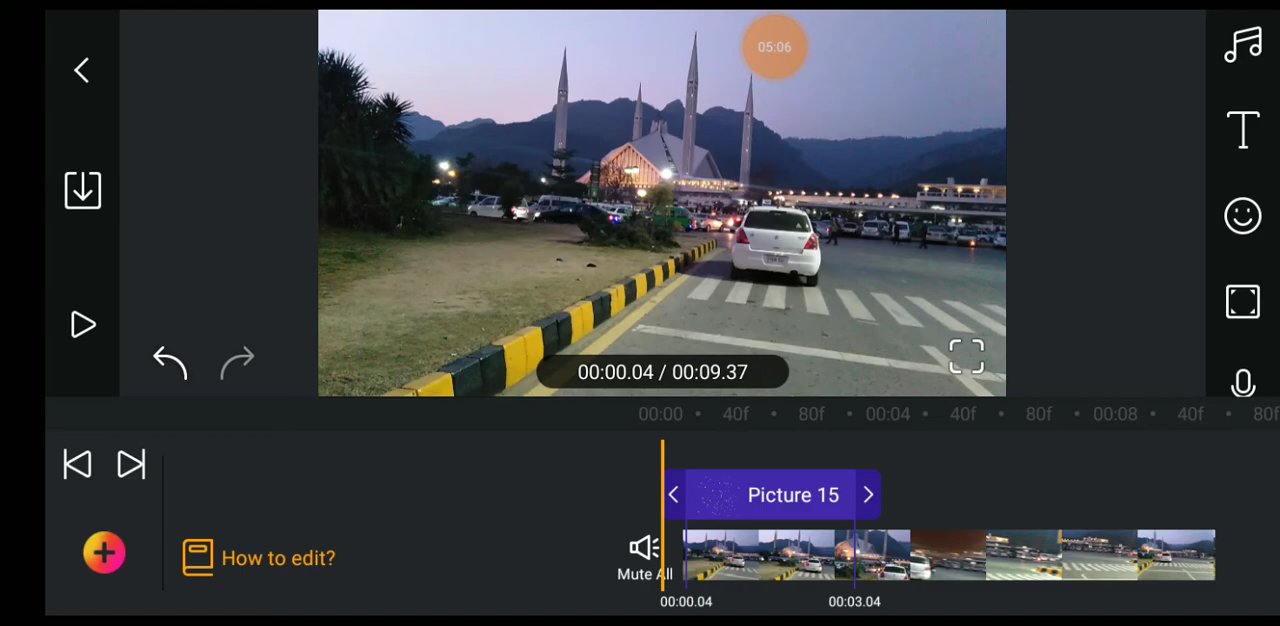 05:06
00:00.04 / 00:09.37
00:00 40f 80f 00:04 40f 80f 00:08 40f 80f
Picture 15
How to edit?
Mute All
00:00.04 00:03.04